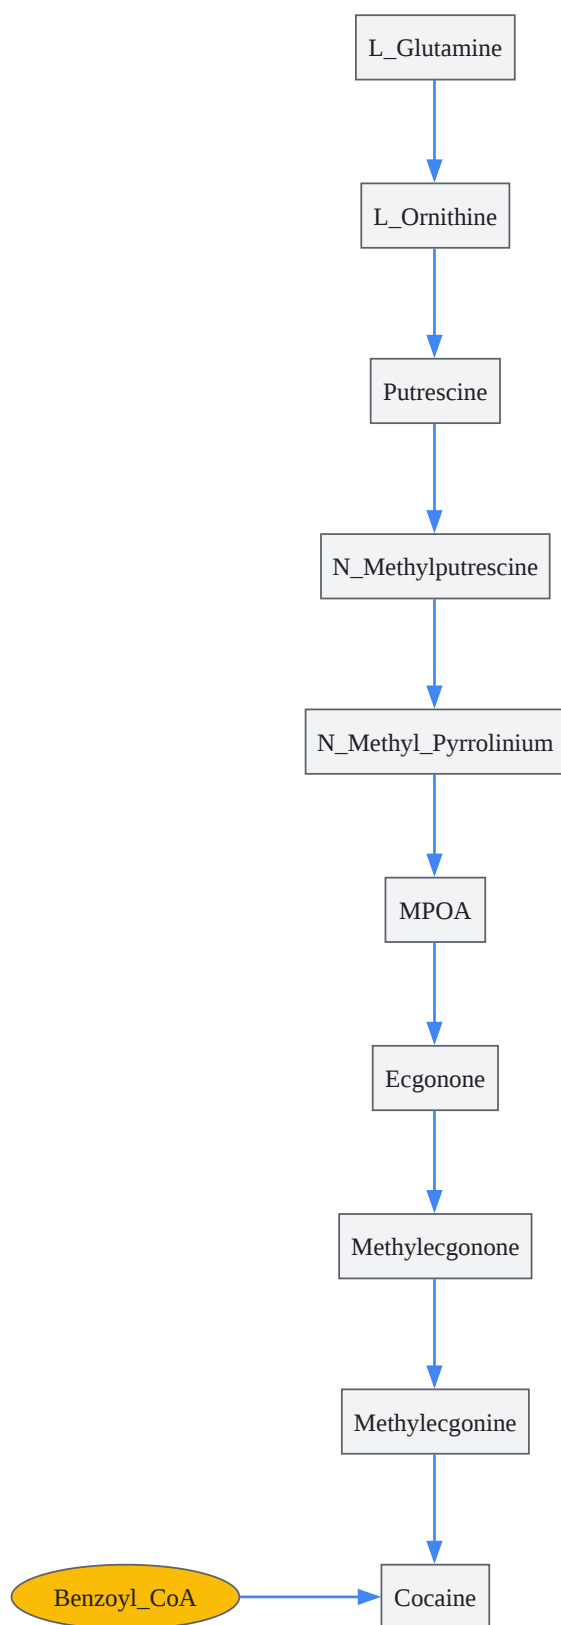 L_Glutamine
L_Ornithine
Putrescine
N_Methylputrescine
N_Methyl_Pyrrolinium
MPOA
Ecgonone
Methylecgonone
Methylecgonine
Benzoyl_CoA
Cocaine